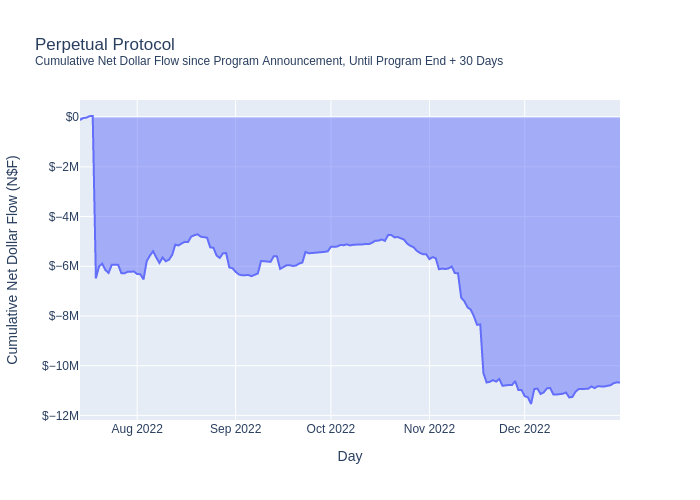 Perpetual Protocol
Cumulative Net Dollar Flow since Program Announcement, Until Program End + 30 Days
Cumulative Net Dollar Flow (N$F)
$0
$−2M
$−4M
$−6M
$−8M
$−10M
$−12M
Aug 2022
Sep 2022
Oct 2022
Nov 2022
Dec 2022
Day